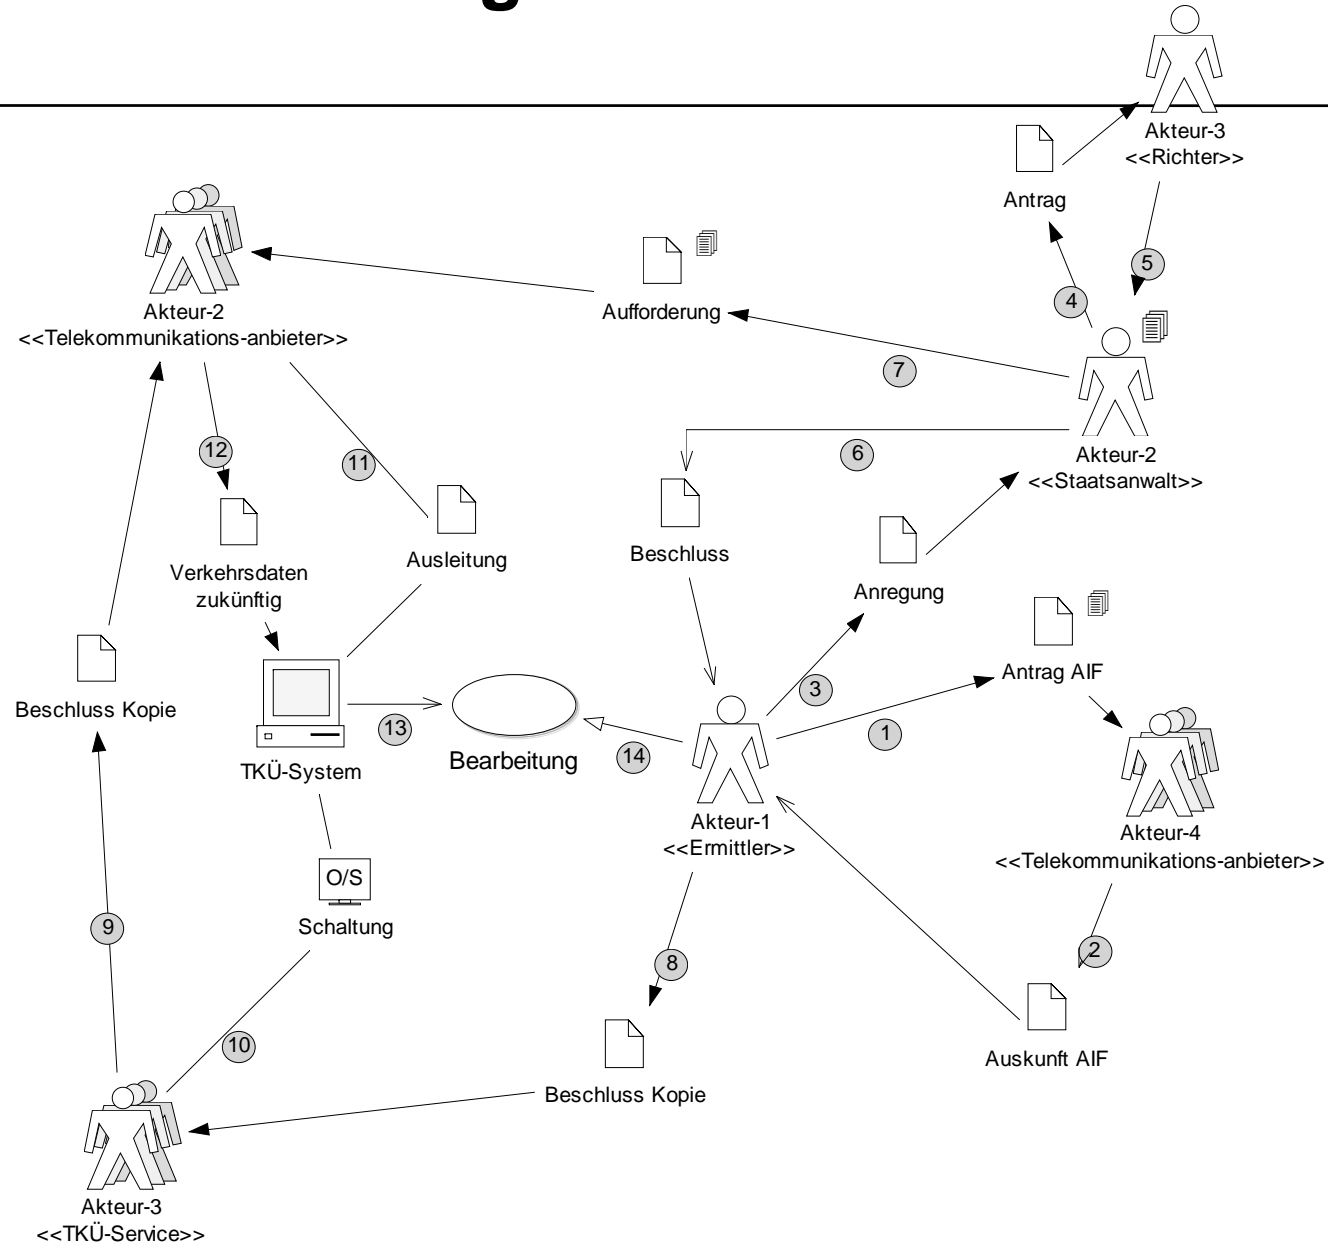 g
Akteur-3
<<Richter>>
Antrag
5
4
Akteur-2
<<Telekommunikations-anbieter>>
Aufforderung
7
6
Akteur-2
<<Staatsanwalt>>
12
11
Beschluss
Ausleitung
Verkehrsdaten
zukünftig
Anregung
Antrag AIF
3
1
Beschluss Kopie
13
14
TKÜ-System
Bearbeitung
Akteur-1
<<Ermittler>>
Akteur-4
<<Telekommunikations-anbieter>>
O/S
Schaltung
9
8
2
10
Auskunft AIF
Beschluss Kopie
Akteur-3
<<TKÜ-Service>>